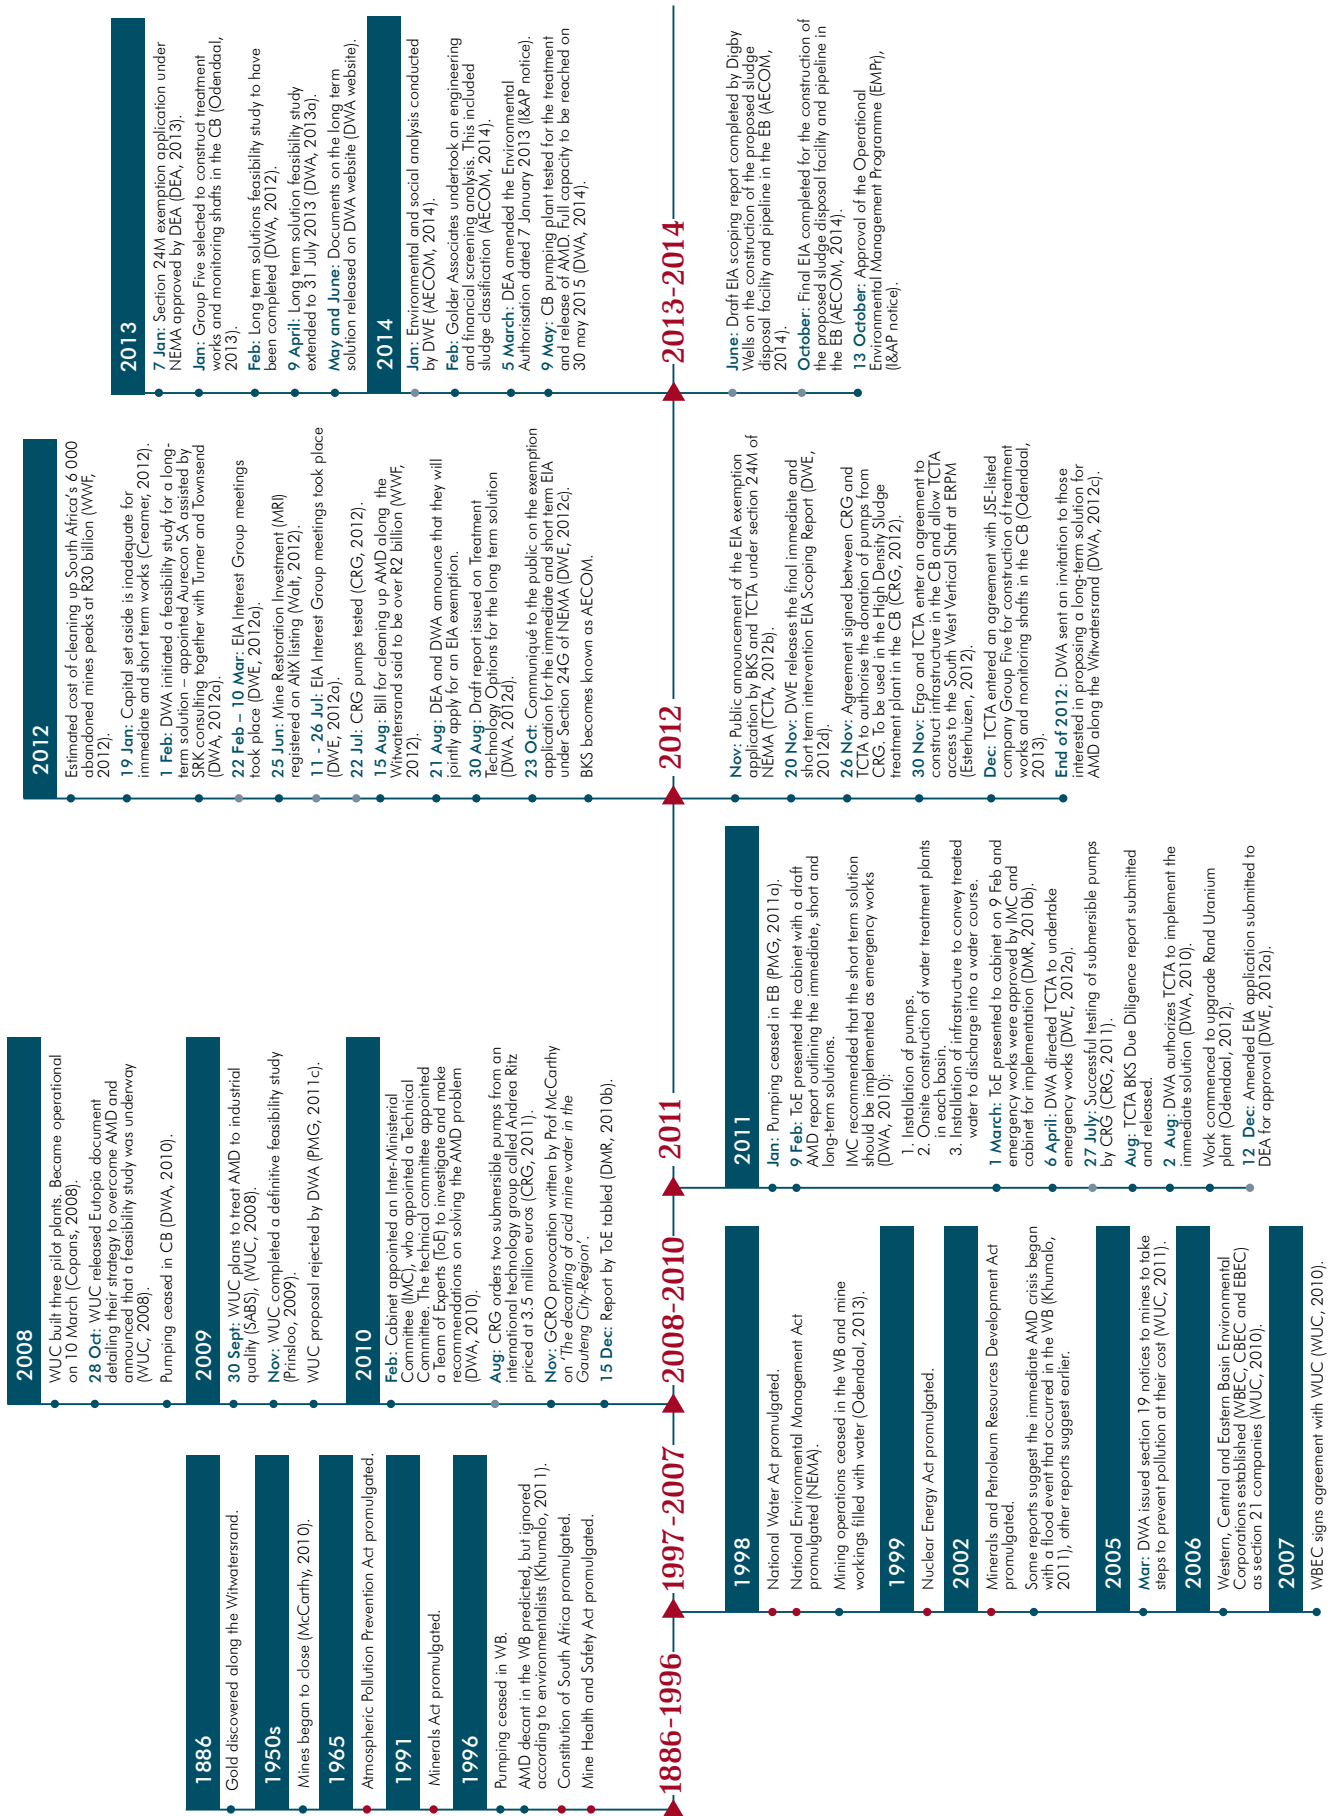 1886
Gold discovered along the Witwatersrand.
1950s
Mines began to close (McCarthy, 2010).
1965
Atmospheric Pollution Prevention Act promulgated.
1991
Minerals Act promulgated.
1996
Pumping ceased in WB.
AMD decant in the WB predicted, but ignored
according to environmentalists (Khumalo, 2011).
Constitution of South Africa promulgated.
Mine Health and Safety Act promulgated.
1886-1996
1997-2007
1998
National Water Act promulgated.
National Environmental Management Act
promulgated (NEMA).
Mining operations ceased in the WB and mine
workings filled with water (Odendaal, 2013).
1999
Nuclear Energy Act promulgated.
2002
Minerals and Petroleum Resources Development Act
promulgated.
Some reports suggest the immediate AMD crisis began
with a flood event that occurred in the WB (Khumalo,
2011), other reports suggest earlier.
2005
Mar: DWA issued section 19 notices to mines to take
steps to prevent pollution at their cost (WUC, 2011).
2006
Western, Central and Eastern Basin Environmental
Corporations established (WBEC, CBEC and EBEC)
as section 21 companies (WUC, 2010).
2007
WBEC signs agreement with WUC (WUC, 2010).
2008
WUC built three pilot plants. Became operational
on 10 March (Copans, 2008).
28 Oct: WUC released Eutopia document
detailing their strategy to overcome AMD and
announced that a feasibility study was underway
(WUC, 2008).
Pumping ceased in CB (DWA, 2010).
2009
30 Sept: WUC plans to treat AMD to industrial
quality (SABS), (WUC, 2008).
Nov: WUC completed a definitive feasibility study
(Prinsloo, 2009).
WUC proposal rejected by DWA (PMG, 2011c).
2010
Feb: Cabinet appointed an Inter-Ministerial
Committee (IMC), who appointed a Technical
Committee. The technical committee appointed
a Team of Experts (ToE) to investigate and make
recommendations on solving the AMD problem
(DWA, 2010).
Aug: CRG orders two submersible pumps from an
international technology group called Andrea Ritz
priced at 3.5 million euros (CRG, 2011).
Nov: GCRO provocation written by Prof McCarthy
on 'The decanting of acid mine water in the
Gauteng City-Region'.
15 Dec: Report by ToE tabled (DMR, 2010b).
2008-2010
2011
2011
Jan: Pumping ceased in EB (PMG, 2011a).
9 Feb: ToE presented the cabinet with a draft
AMD report outlining the immediate, short and
long-term solutions.
IMC recommended that the short term solution
should be implemented as emergency works
(DWA, 2010):
1. Installation of pumps.
2. Onsite construction of water treatment plants
in each basin.
3. Installation of infrastructure to convey treated
water to discharge into a water course.
1 March: ToE presented to cabinet on 9 Feb and
emergency works were approved by IMC and
cabinet for implementation (DMR, 2010b).
6 April: DWA directed TCTA to undertake
emergency works (DWE, 2012a).
27 July: Successful testing of submersible pumps
by CRG (CRG, 2011).
Aug: TCTA BKS Due Diligence report submitted
and released.
2 Aug: DWA authorizes TCTA to implement the
immediate solution (DWA, 2010).
Work commenced to upgrade Rand Uranium
plant (Odendaal, 2012).
12 Dec: Amended EIA application submitted to
DEA for approval (DWE, 2012a).
2012
Estimated cost of cleaning up South Africa's 6 000
abandoned mines peaks at R30 billion (WWF,
2012).
19 Jan: Capital set aside is inadequate for
immediate and short term works (Creamer, 2012).
1 Feb: DWA initiated a feasibility study for a long-
term solution – appointed Aurecon SA assisted by
SRK consulting together with Turner and Townsend
(DWA, 2012a).
22 Feb – 10 Mar: EIA Interest Group meetings
took place (DWE, 2012a).
25 Jun: Mine Restoration Investment (MRI)
registered on AltX listing (Walt, 2012).
11 - 26 Jul: EIA Interest Group meetings took place
(DWE, 2012a).
22 Jul: CRG pumps tested (CRG, 2012).
15 Aug: Bill for cleaning up AMD along the
Witwatersrand said to be over R2 billion (WWF,
2012).
21 Aug: DEA and DWA announce that they will
jointly apply for an EIA exemption.
30 Aug: Draft report issued on Treatment
Technology Options for the long term solution
(DWA, 2012d).
23 Oct: Communiqué to the public on the exemption
application for the immediate and short term EIA
under Section 24G of NEMA (DWE, 2012c).
BKS becomes known as AECOM.
2012
Nov: Public announcement of the EIA exemption
application by BKS and TCTA under section 24M of
NEMA (TCTA, 2012b).
20 Nov: DWE releases the final immediate and
short term intervention EIA Scoping Report (DWE,
2012d).
26 Nov: Agreement signed between CRG and
TCTA to authorise the donation of pumps from
CRG. To be used in the High Density Sludge
treatment plant in the CB (CRG, 2012).
30 Nov: Ergo and TCTA enter an agreement to
construct infrastructure in the CB and allow TCTA
access to the South West Vertical Shaft at ERPM
(Esterhuizen, 2012).
Dec: TCTA entered an agreement with JSE-listed
company Group Five for construction of treatment
works and monitoring shafts in the CB (Odendaal,
2013).
End of 2012: DWA sent an invitation to those
interested in proposing a long-term solution for
AMD along the Witwatersrand (DWA, 2012c).
2013
7 Jan: Section 24M exemption application under
NEMA approved by DEA (DEA, 2013).
Jan: Group Five selected to construct treatment
works and monitoring shafts in the CB (Odendaal,
2013).
Feb: Long term solutions feasibility study to have
been completed (DWA, 2012).
9 April: Long term solution feasibility study
extended to 31 July 2013 (DWA, 2013a).
May and June: Documents on the long term
solution released on DWA website (DWA website).
2014
Jan: Environmental and social analysis conducted
by DWE (AECOM, 2014).
Feb: Golder Associates undertook an engineering
and financial screening analysis. This included
sludge classification (AECOM, 2014).
5 March: DEA amended the Environmental
Authorisation dated 7 January 2013 (I&AP notice).
9 May: CB pumping plant tested for the treatment
and release of AMD. Full capacity to be reached on
30 may 2015 (DWA, 2014).
2013-2014
June: Draft EIA scoping report completed by Digby
Wells on the construction of the proposed sludge
disposal facility and pipeline in the EB (AECOM,
2014).
October: Final EIA completed for the construction of
the proposed sludge disposal facility and pipeline in
the EB (AECOM, 2014).
13 October: Approval of the Operational
Environmental Management Programme (EMPr),
(I&AP notice).